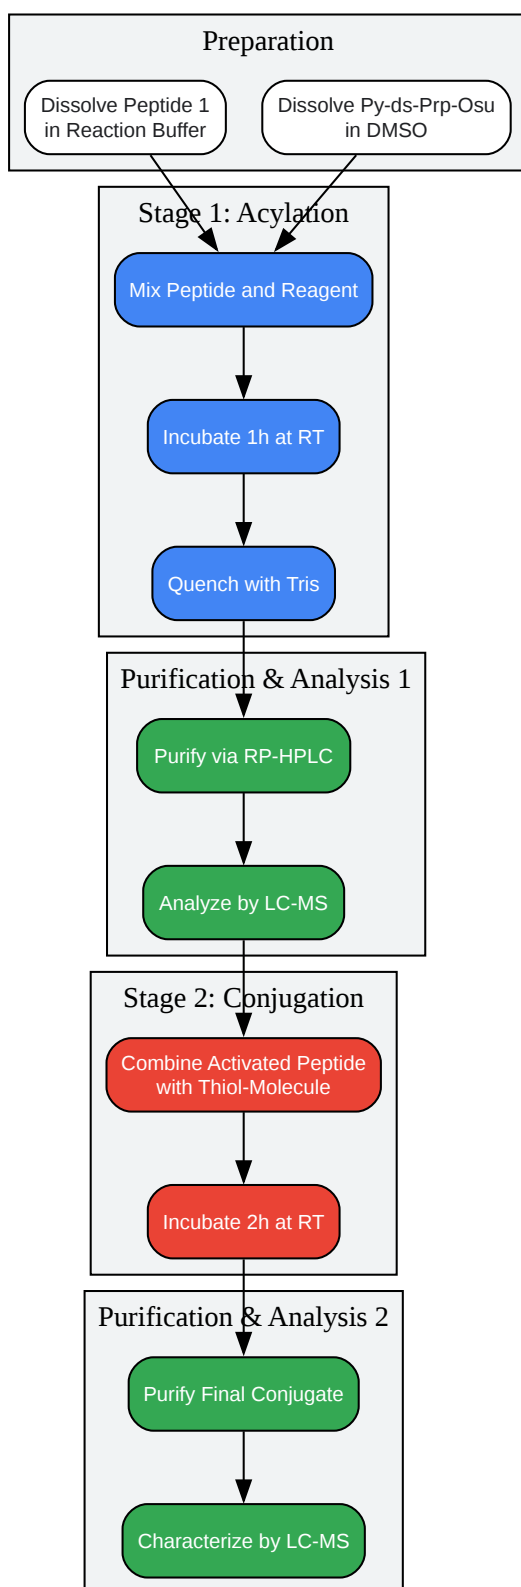 Preparation
Dissolve Peptide 1
in Reaction Buffer
Dissolve Py-ds-Prp-Osu
in DMSO
Stage 1: Acylation
Mix Peptide and Reagent
Incubate 1h at RT
Quench with Tris
Purification & Analysis 1
Purify via RP-HPLC
Analyze by LC-MS
Stage 2: Conjugation
Combine Activated Peptide
with Thiol-Molecule
Incubate 2h at RT
Purification & Analysis 2
Purify Final Conjugate
Characterize by LC-MS